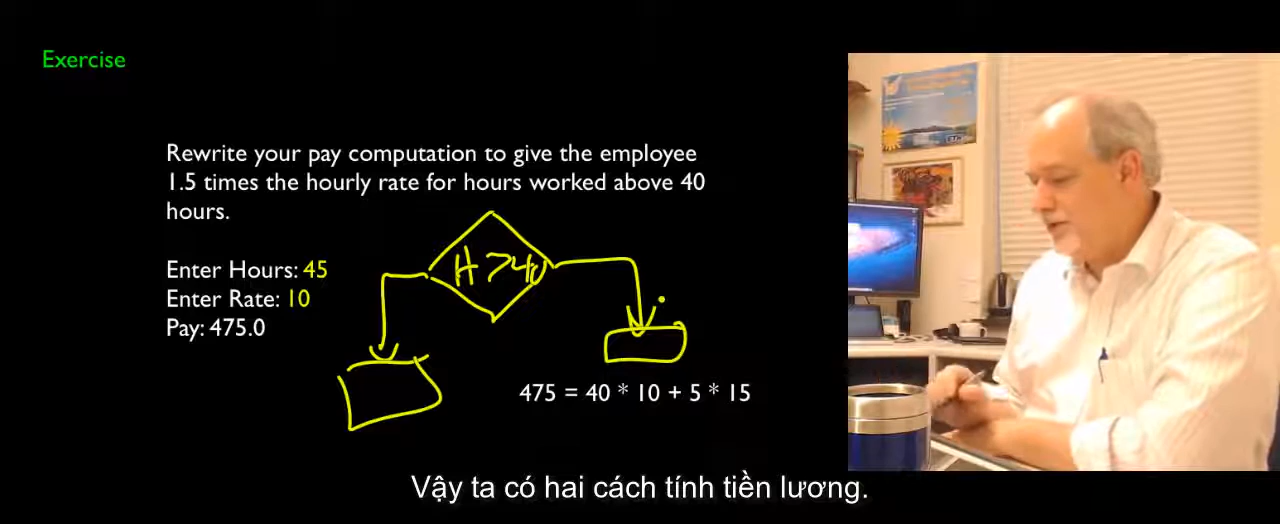 Exercise
Rewrite your pay computation to give the employee
1.5 times the hourly rate for hours worked above 40
hours.
H > 40
Enter Hours: 45
Enter Rate: 10
Pay: 475.0
475 = 40 * 10 + 5 * 15
Vậy ta có hai cách tính tiền lương.